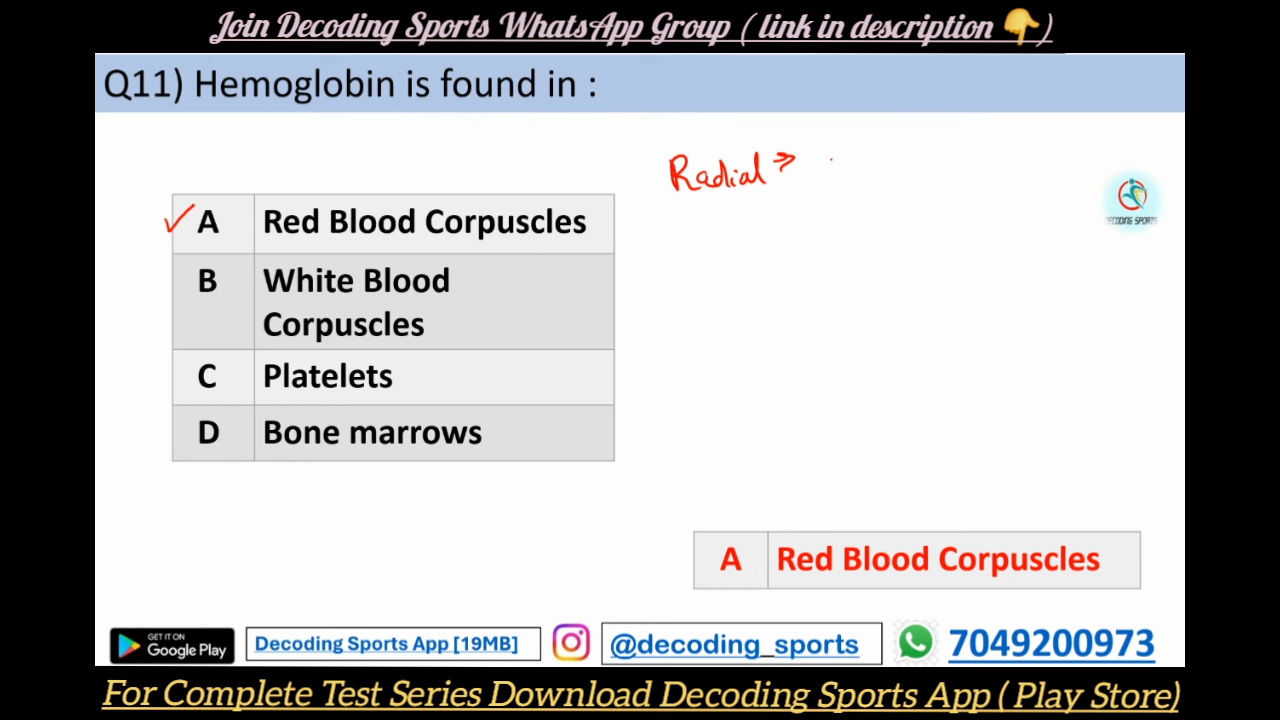 Join Decoding Sports WhatsApp Group ( link in description 👇)
Q11) Hemoglobin is found in :
Radial ⇒
A Red Blood Corpuscles
B White Blood
Corpuscles
C Platelets
D Bone marrows
DECODING SPORTS
A Red Blood Corpuscles
GET IT ON
Google Play
Decoding Sports App [19MB]
@decoding_sports
7049200973
For Complete Test Series Download Decoding Sports App ( Play Store)